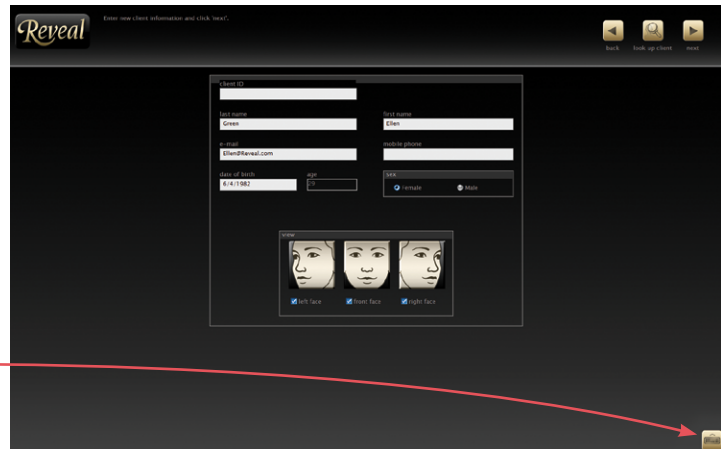 Reveal
Enter new client information and click 'next'.
back
look up client
next
client ID
last name
first name
Green
Ellen
e-mail
mobile phone
Ellen@Reveal.com
date of birth
age
sex
6/4/1982
29
Female
Male
view
left face
front face
right face